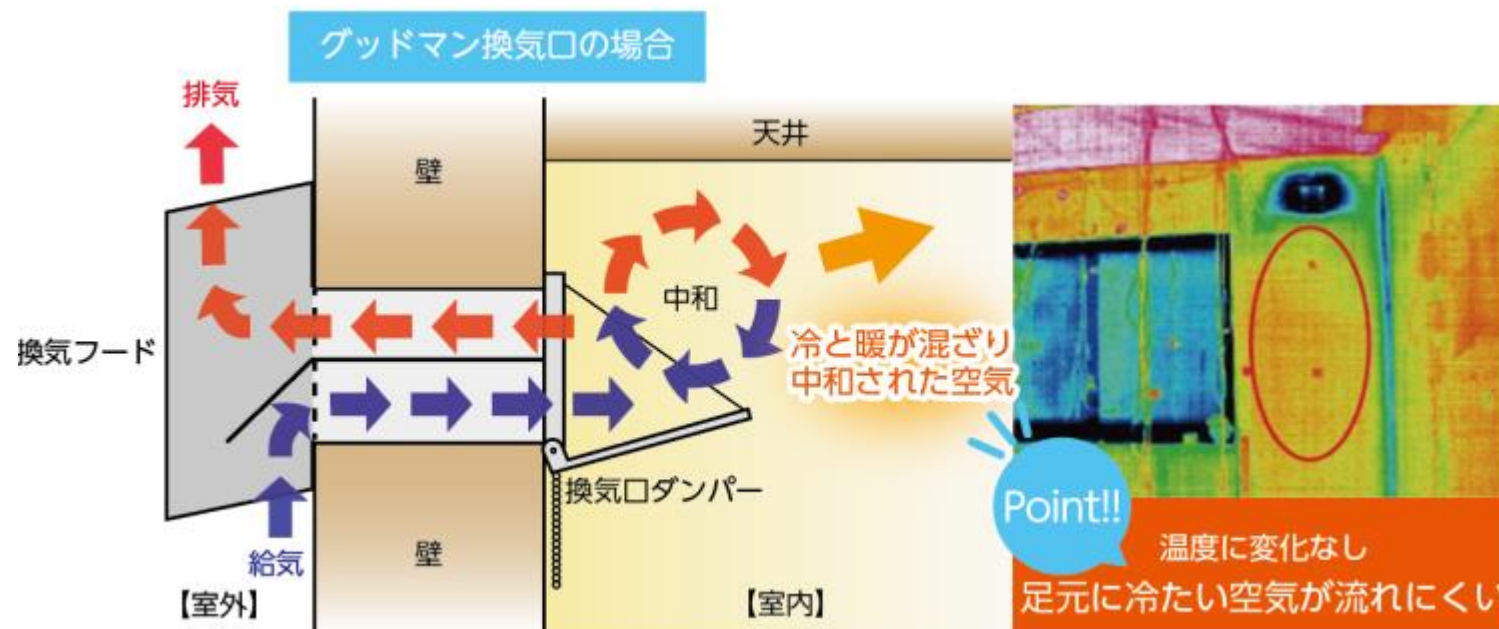 グッドマン換気口の場合
排気
天井
壁
中和
換気フード
冷と暖が混ざり
中和された空気
換気口ダンパー
Point!!
給気
壁
温度に変化なし
足元に冷たい空気が流れにくい
【室外】
【室内】